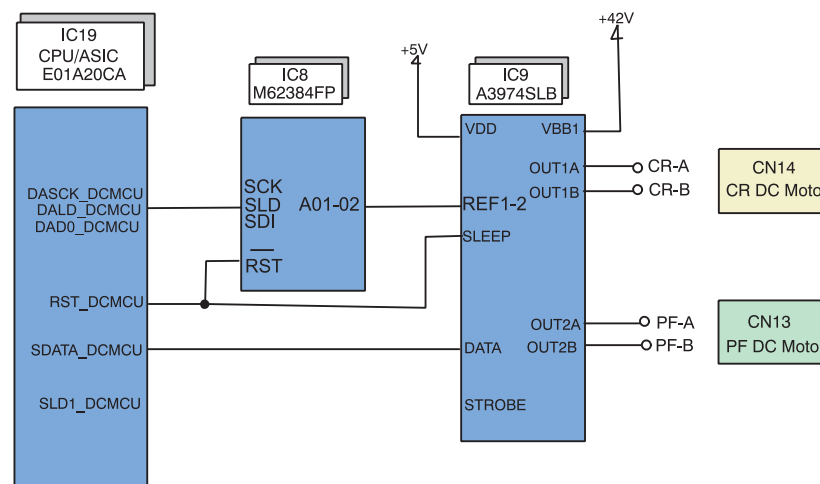 IC19
CPU/ASIC
E01A20CA
IC8
M62384FP
+5V
IC9
A3974SLB
+42V
DASCK_DCMCU
DALD_DCMCU
DAD0_DCMCU
RST_DCMCU
SDATA_DCMCU
SLD1_DCMCU
SCK
SLD
SDI
A01-02
RST
VDD
VBB1
OUT1A
OUT1B
REF1-2
SLEEP
OUT2A
DATA
OUT2B
STROBE
CR-A
CR-B
PF-A
PF-B
CN14
CR DC Moto
CN13
PF DC Moto